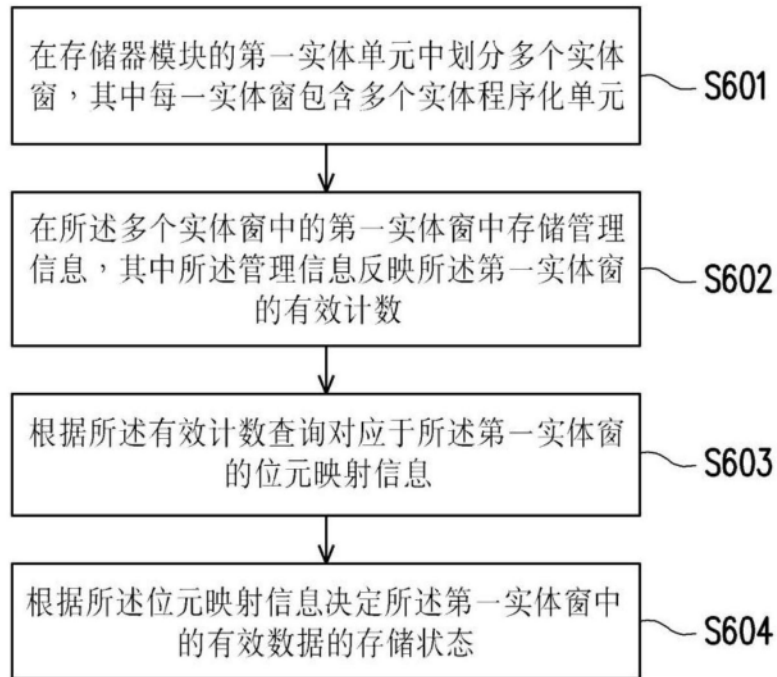 在存储器模块的第一实体单元中划分多个实体
窗，其中每一实体窗包含多个实体程序化单元
S601
在所述多个实体窗中的第一实体窗中存储管理
信息，其中所述管理信息反映所述第一实体窗
的有效计数
S602
根据所述有效计数查询对应于所述第一实体窗
的位元映射信息
S603
根据所述位元映射信息决定所述第一实体窗中
的有效数据的存储状态
S604